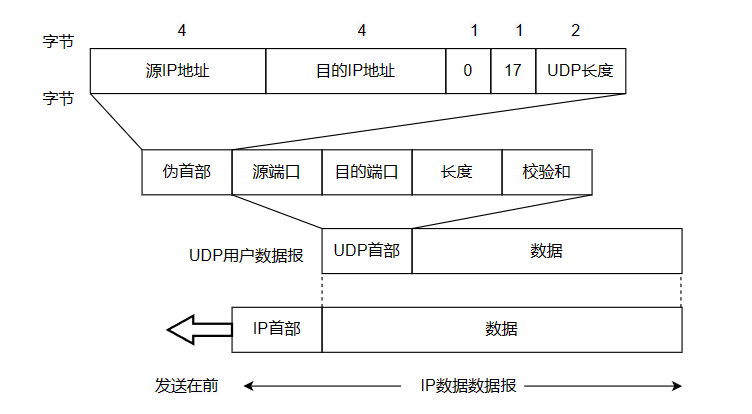 字节 4 4 1 1 2
源IP地址 目的IP地址 0 17 UDP长度
字节
伪首部 源端口 目的端口 长度 校验和
UDP用户数据报 UDP首部 数据
IP首部 数据
发送在前 IP数据数据报